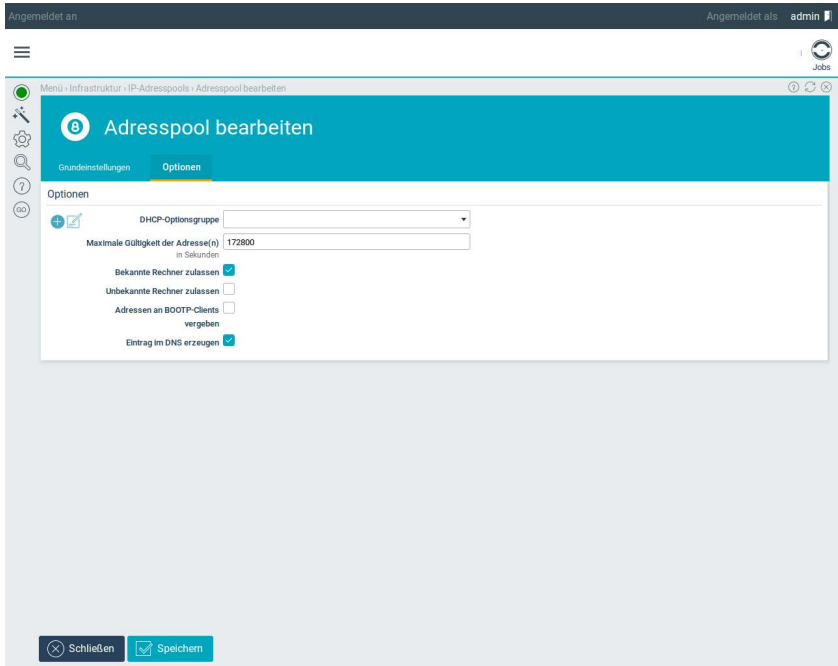 Angemeldet an
Angemeldet als admin
Jobs
Menü › Infrastruktur › IP-Adresspools › Adresspool bearbeiten
Adresspool bearbeiten
Grundeinstellungen
Optionen
Optionen
DHCP-Optionsgruppe
Maximale Gültigkeit der Adresse(n) 172800
in Sekunden
Bekannte Rechner zulassen
Unbekannte Rechner zulassen
Adressen an BOOTP-Clients
vergeben
Eintrag im DNS erzeugen
GO
Schließen
Speichern